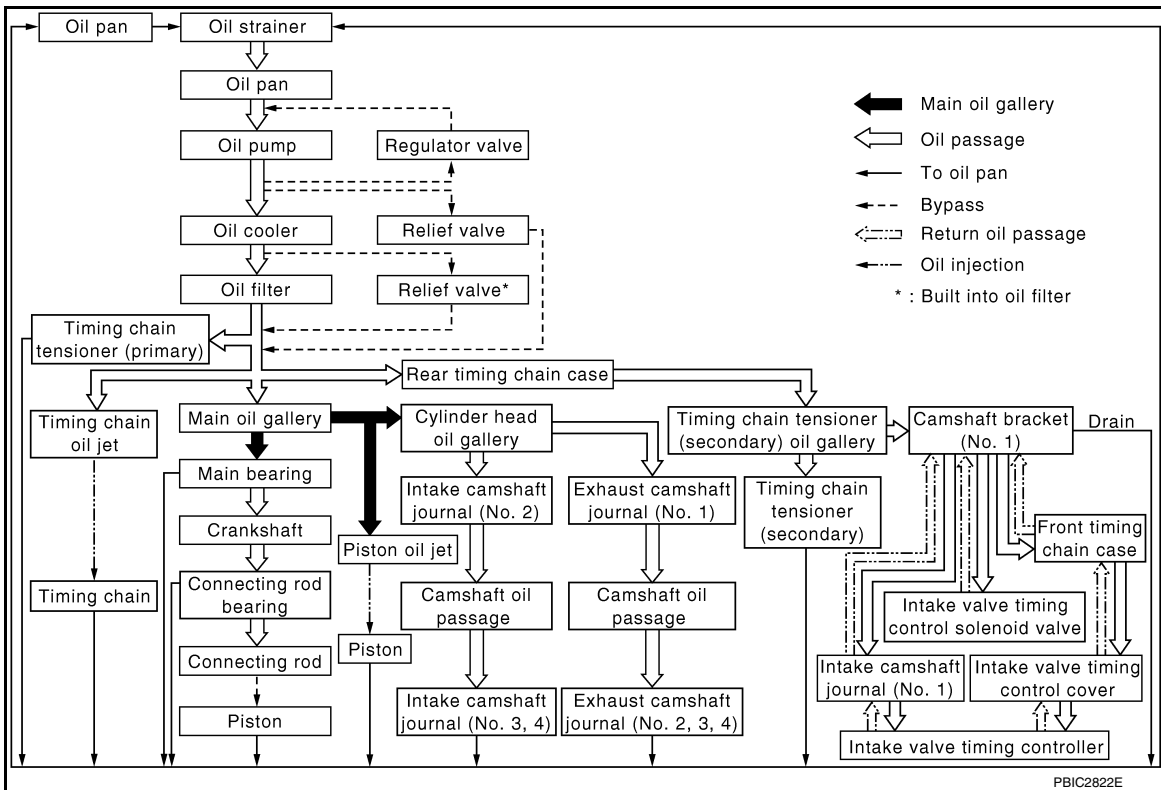 Oil pan
Oil strainer
Oil pan
Oil pump
Regulator valve
Oil cooler
Relief valve
Oil filter
Relief valve*
Main oil gallery
Oil passage
To oil pan
Bypass
Return oil passage
Oil injection
* : Built into oil filter
Timing chain
tensioner (primary)
Rear timing chain case
Timing chain
oil jet
Main oil gallery
Cylinder head
oil gallery
Timing chain tensioner
(secondary) oil gallery
Camshaft bracket
(No. 1)
Drain
Main bearing
Intake camshaft
journal (No. 2)
Exhaust camshaft
journal (No. 1)
Timing chain
tensioner
(secondary)
Crankshaft
Piston oil jet
Front timing
chain case
Timing chain
Connecting rod
bearing
Camshaft oil
passage
Camshaft oil
passage
Intake valve timing
control solenoid valve
Connecting rod
Piston
Intake camshaft
journal (No. 1)
Intake valve timing
control cover
Piston
Intake camshaft
journal (No. 3, 4)
Exhaust camshaft
journal (No. 2, 3, 4)
Intake valve timing controller
PBIC2822E